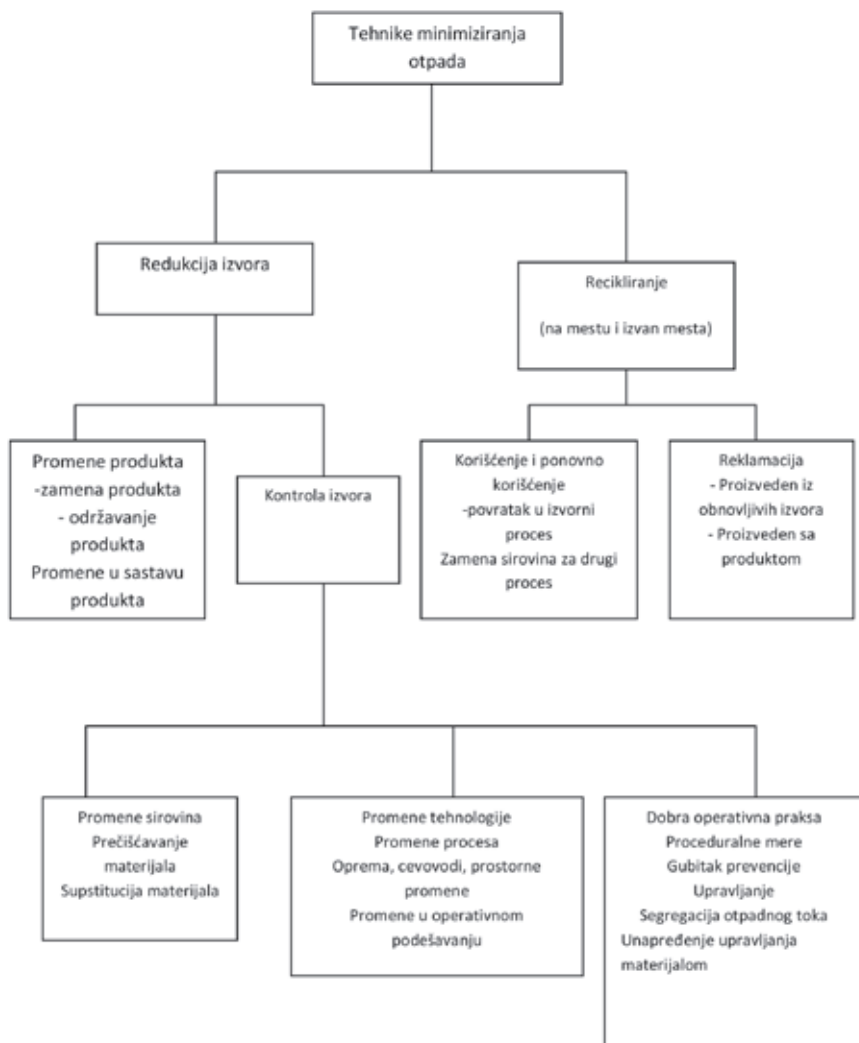 Tehnike minimiziranja
otpada
Redukcija izvora
Recikliranje
(na mestu i izvan mesta)
Promene produkta
-zamena produkta
- održavanje
produkta
Promene u sastavu
produkta
Kontrola izvora
Korišćenje i ponovno
korišćenje
-povratak u izvorni
proces
Zamena sirovina za drugi
proces
Reklamacija
- Proizveden iz
obnovljivih izvora
- Proizveden sa
produktom
Promene sirovina
Prečišćavanje
materijala
Supstitucija materijala
Promene tehnologije
Promene procesa
Oprema, cevovodi, prostorne
promene
Promene u operativnom
podešavanju
Dobra operativna praksa
Proceduralne mere
Gubitak prevencije
Upravljanje
Segregacija otpadnog toka
Unapređenje upravljanja
materijalom